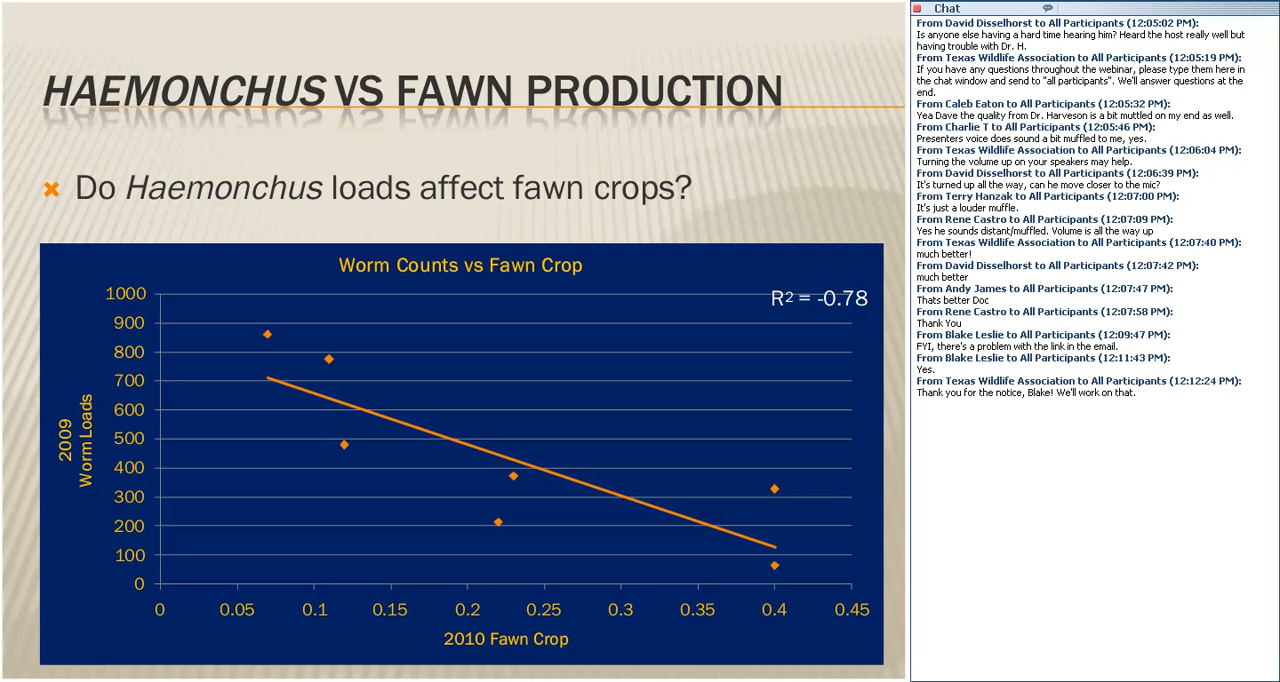 HAEMONCHUS VS FAWN PRODUCTION
Do Haemonchus loads affect fawn crops?
Worm Counts vs Fawn Crop
R2 = -0.78
1000
900
800
700
600
500
400
300
200
100
0
2009
Worm Loads
0 0.05 0.1 0.15 0.2 0.25 0.3 0.35 0.4 0.45
2010 Fawn Crop
Chat
From David Disselhorst to All Participants (12:05:02 PM):
Is anyone else having a hard time hearing him? Heard the host really well but
having trouble with Dr. H.
From Texas Wildlife Association to All Participants (12:05:19 PM):
If you have any questions throughout the webinar, please type them here in
the chat window and send to "all participants". We'll answer questions at the
end.
From Caleb Eaton to All Participants (12:05:32 PM):
Yea Dave the quality from Dr. Harveson is a bit muttled on my end as well.
From Charlie T to All Participants (12:05:46 PM):
Presenters voice does sound a bit muffled to me, yes.
From Texas Wildlife Association to All Participants (12:06:04 PM):
Turning the volume up on your speakers may help.
From David Disselhorst to All Participants (12:06:39 PM):
It's turned up all the way, can he move closer to the mic?
From Terry Hanzak to All Participants (12:07:00 PM):
It's just a louder muffle.
From Rene Castro to All Participants (12:07:09 PM):
Yes he sounds distant/muffled. Volume is all the way up
From Texas Wildlife Association to All Participants (12:07:40 PM):
much better!
From David Disselhorst to All Participants (12:07:42 PM):
much better
From Andy James to All Participants (12:07:47 PM):
Thats better Doc
From Rene Castro to All Participants (12:07:58 PM):
Thank You
From Blake Leslie to All Participants (12:09:47 PM):
FYI, there's a problem with the link in the email.
From Blake Leslie to All Participants (12:11:43 PM):
Yes.
From Texas Wildlife Association to All Participants (12:12:24 PM):
Thank you for the notice, Blake! We'll work on that.